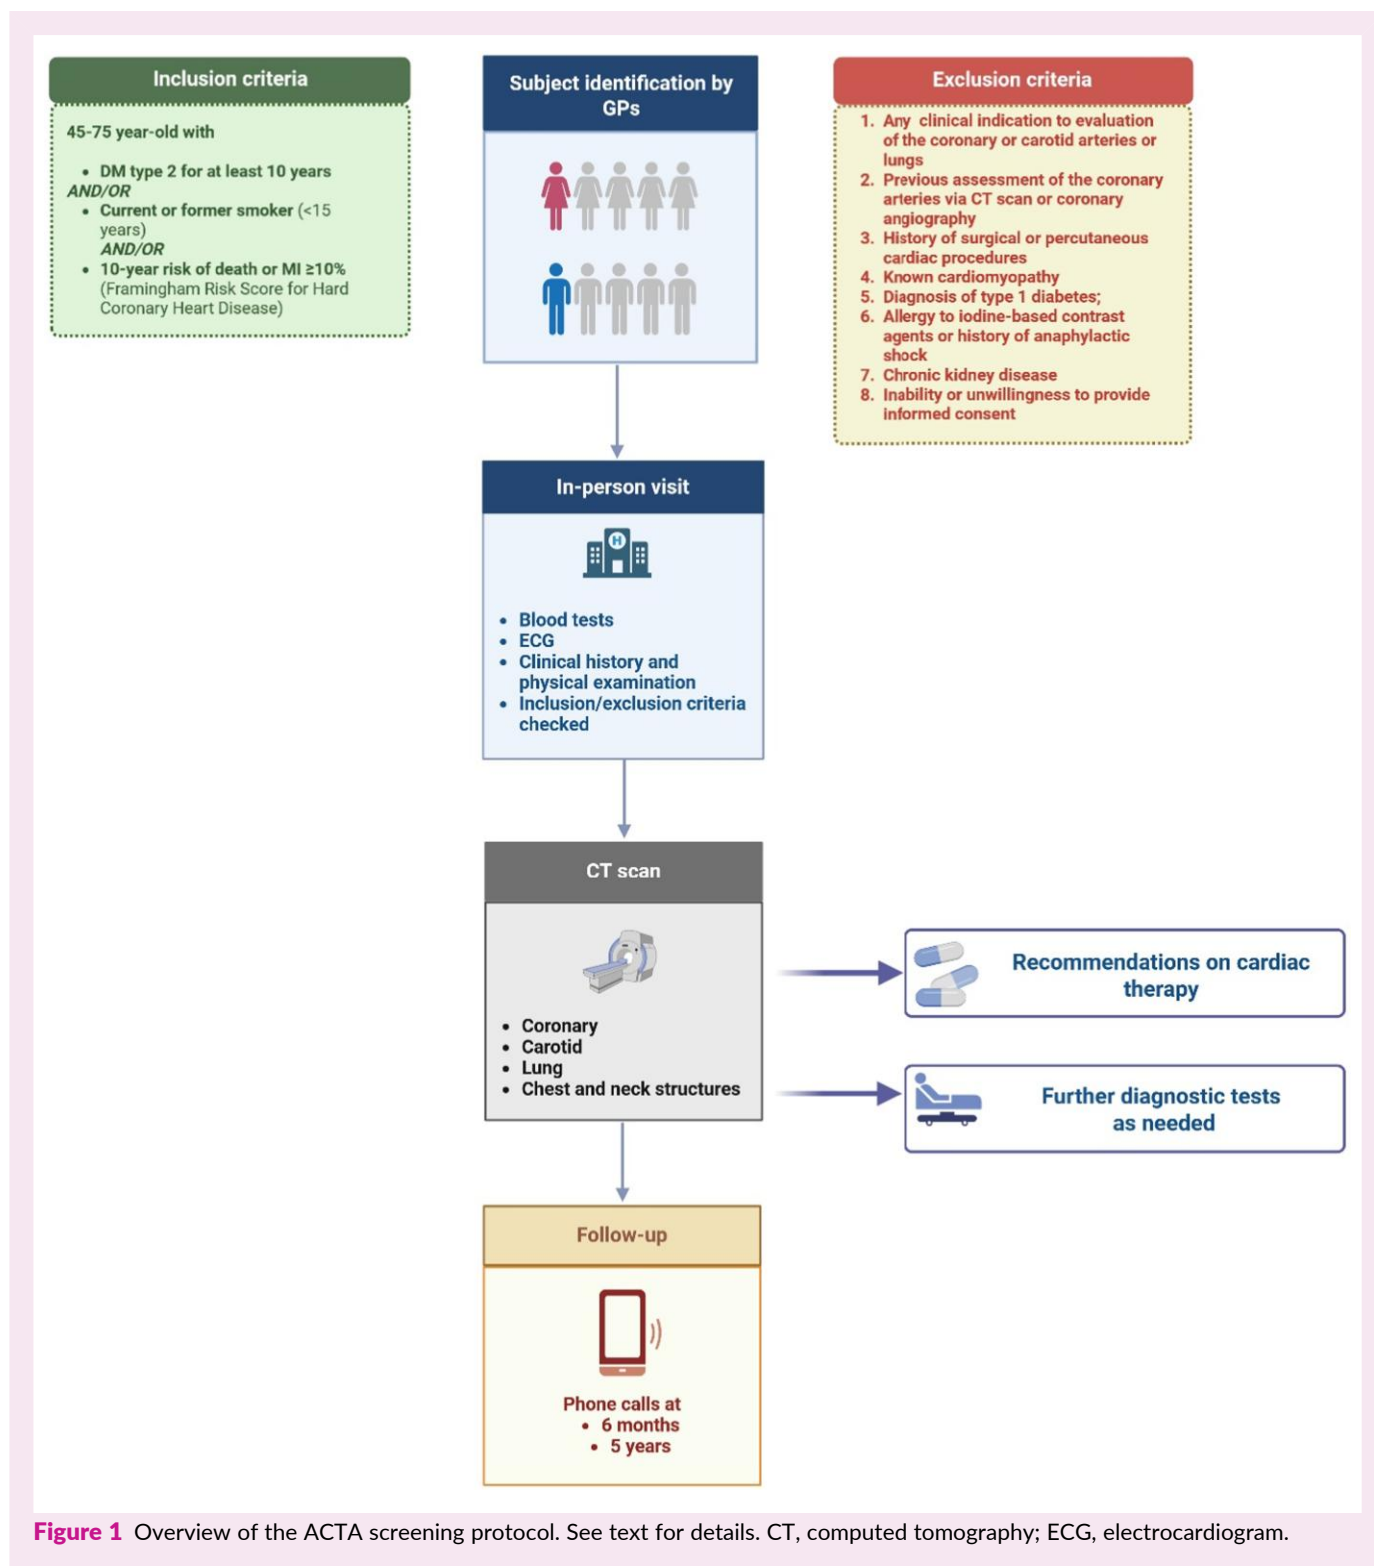 Inclusion criteria
45-75 year-old with
• DM type 2 for at least 10 years
AND/OR
• Current or former smoker (<15
years)
AND/OR
• 10-year risk of death or MI ≥10%
(Framingham Risk Score for Hard
Coronary Heart Disease)
Subject identification by
GPs
Exclusion criteria
1. Any clinical indication to evaluation
of the coronary or carotid arteries or
lungs
2. Previous assessment of the coronary
arteries via CT scan or coronary
angiography
3. History of surgical or percutaneous
cardiac procedures
4. Known cardiomyopathy
5. Diagnosis of type 1 diabetes;
6. Allergy to iodine-based contrast
agents or history of anaphylactic
shock
7. Chronic kidney disease
8. Inability or unwillingness to provide
informed consent
In-person visit
H
• Blood tests
• ECG
• Clinical history and
physical examination
• Inclusion/exclusion criteria
checked
CT scan
• Coronary
• Carotid
• Lung
• Chest and neck structures
Recommendations on cardiac
therapy
Further diagnostic tests
as needed
Follow-up
Phone calls at
• 6 months
• 5 years
Figure 1 Overview of the ACTA screening protocol. See text for details. CT, computed tomography; ECG, electrocardiogram.